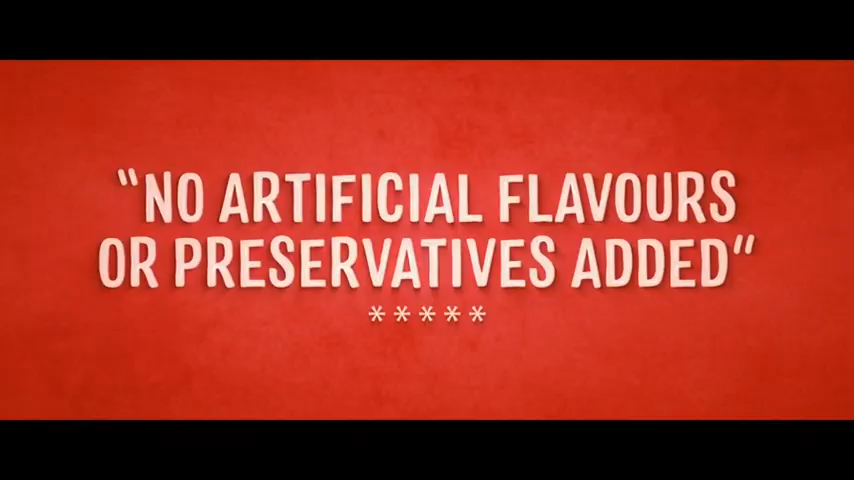 “NO ARTIFICIAL FLAVOURS
OR PRESERVATIVES ADDED”
*****